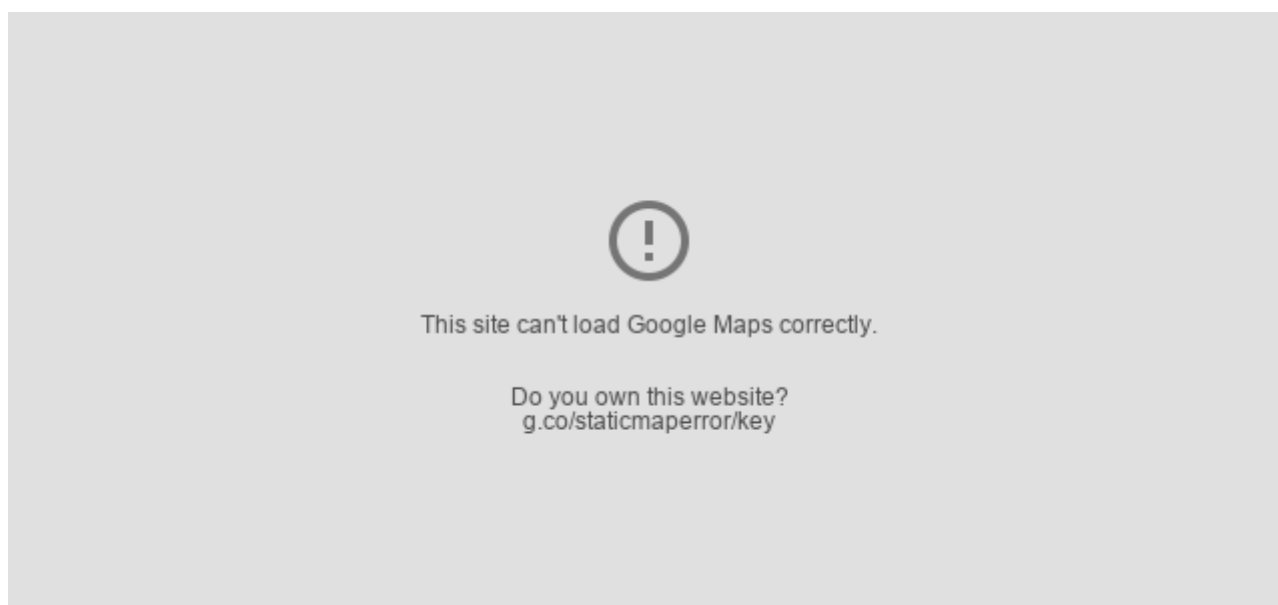 This site can't load Google Maps correctly.
Do you own this website?
g.co/staticmaperror/key